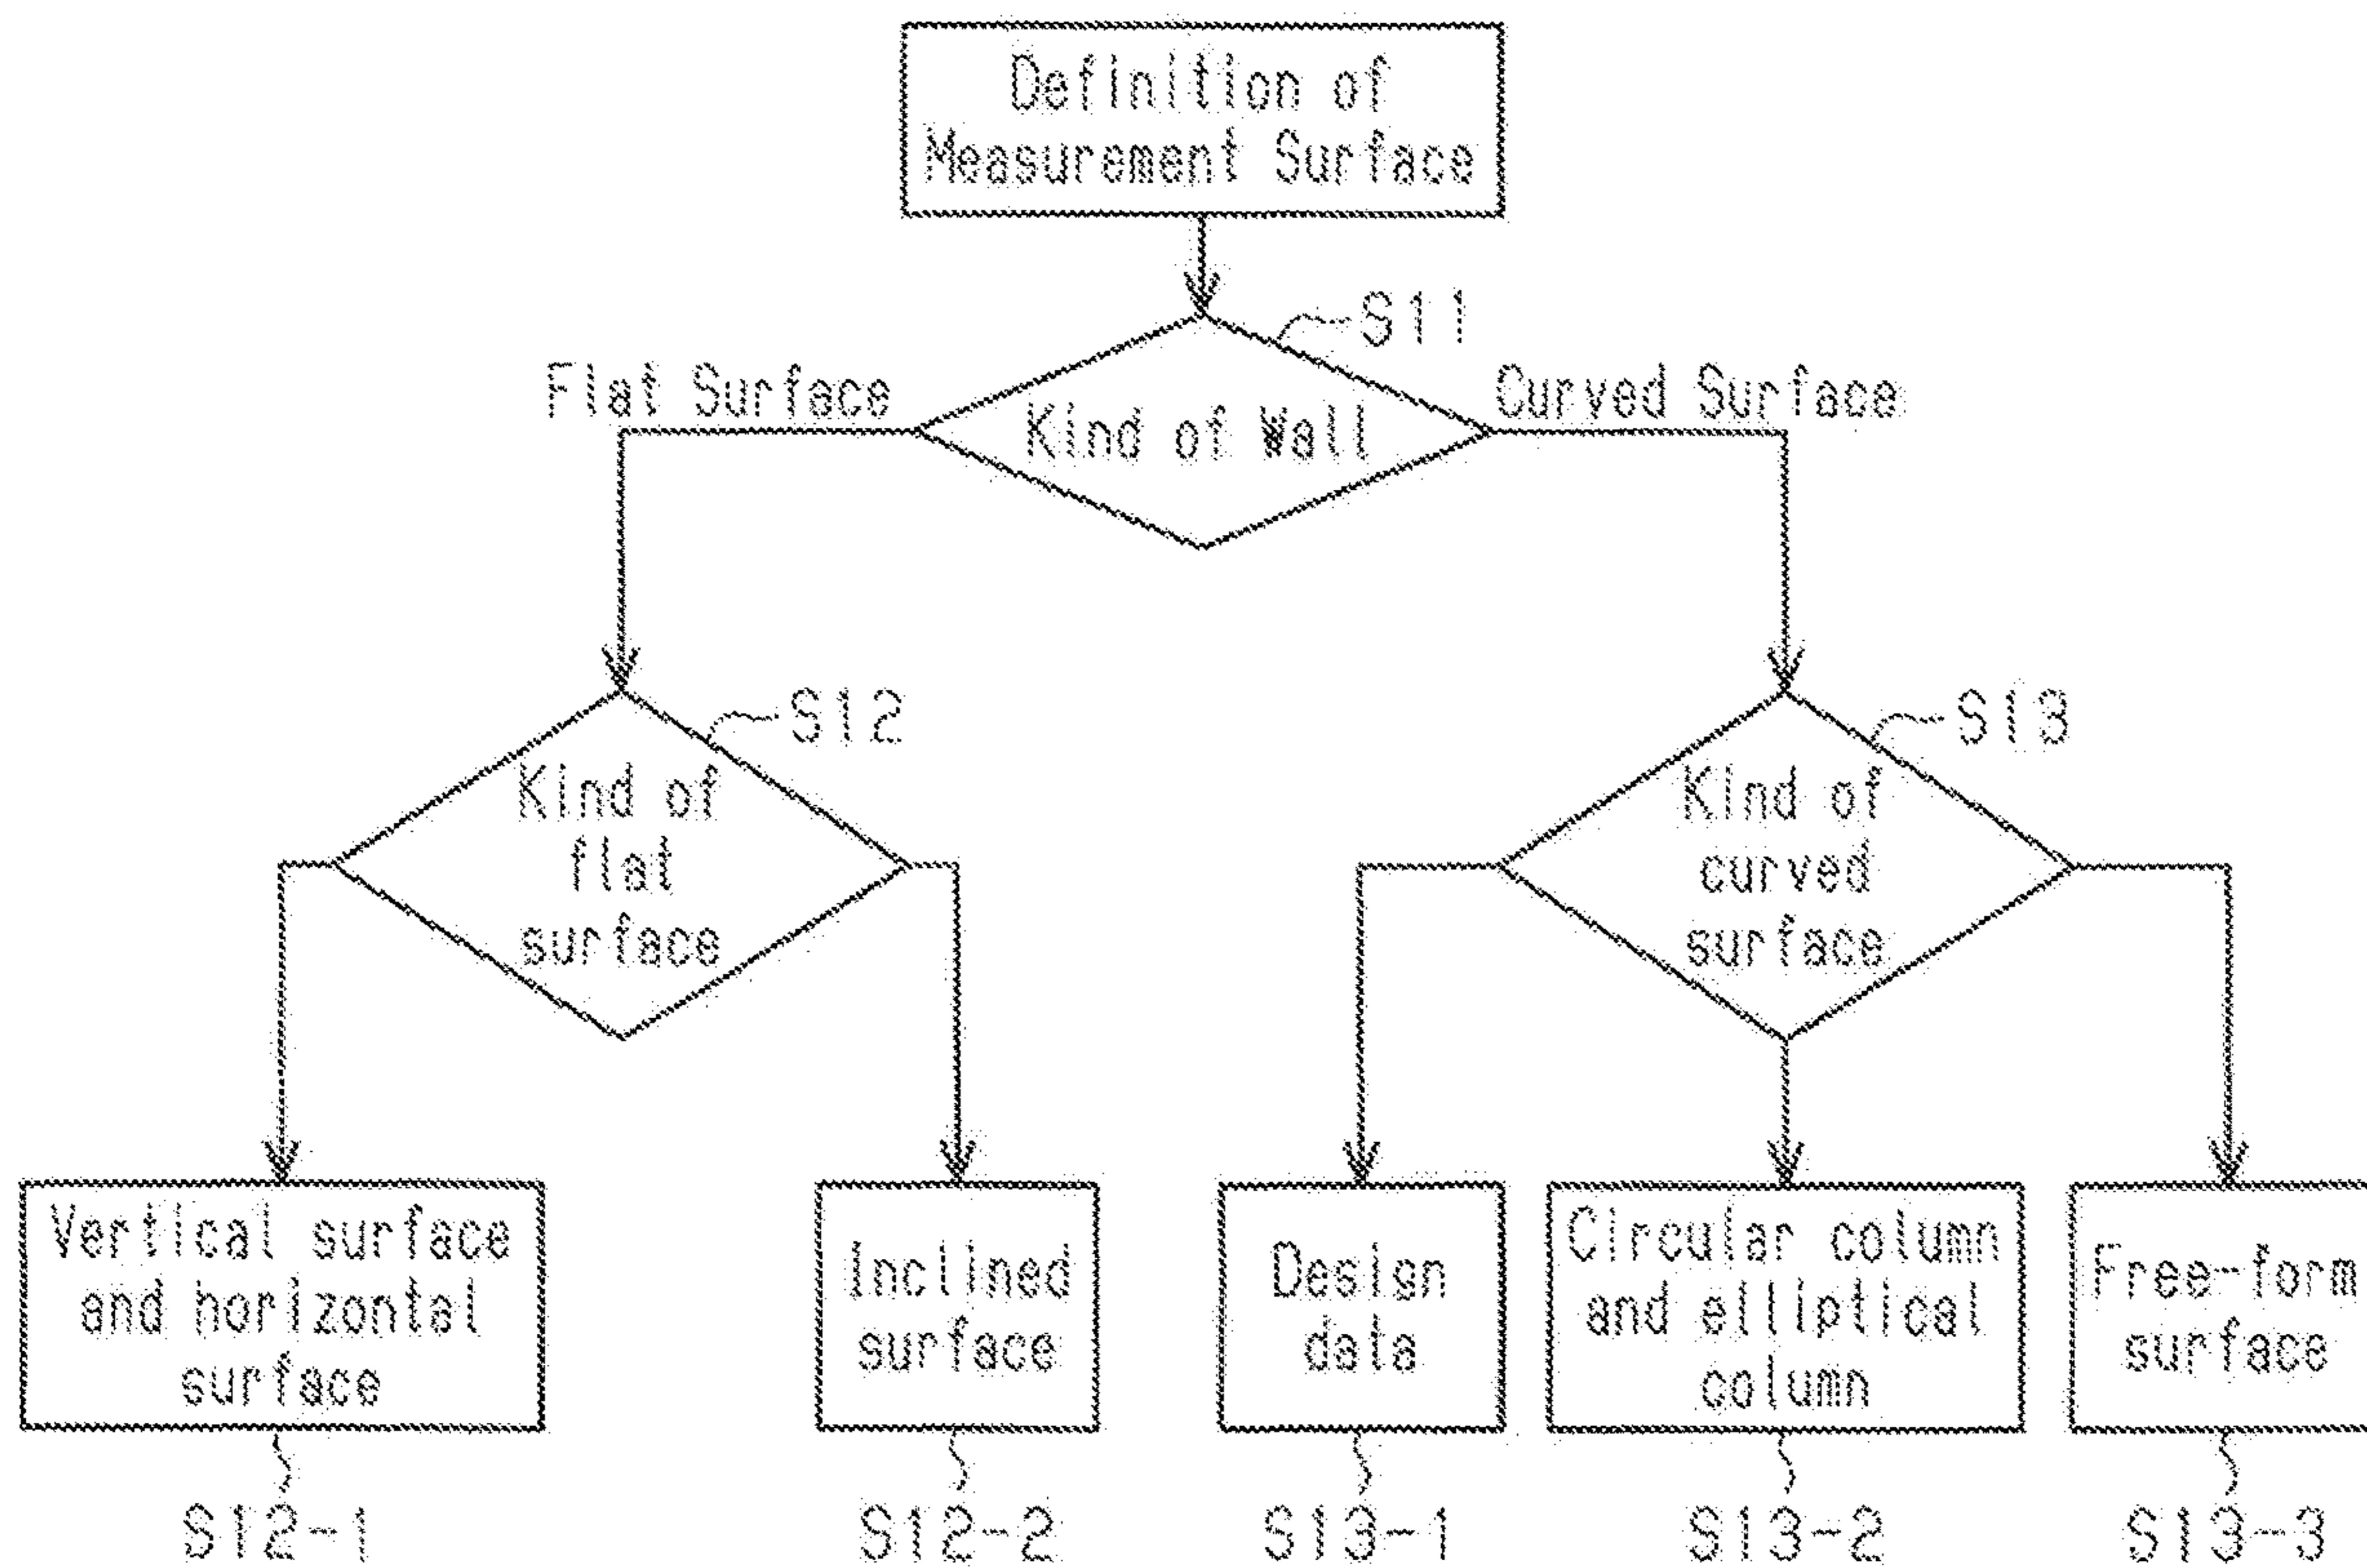 Definition of
Measurement Surface
S11
Flat Surface
Curved Surface
Kind of Wall
S12
Kind of
flat
surface
S13
Kind of
curved
surface
Vertical surface
and horizontal
surface
Inclined
surface
Design
data
Circular column
and elliptical
column
Free-form
surface
S12-1
S12-2
S13-1
S13-2
S13-3